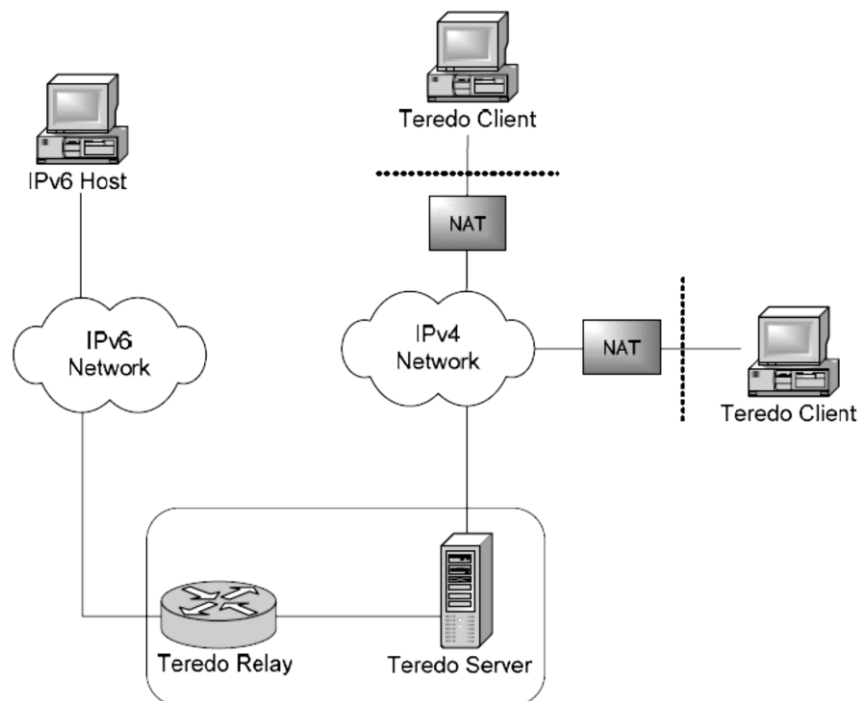 Teredo Client
IPv6 Host
NAT
IPv6
Network
IPv4
Network
NAT
Teredo Client
Teredo Relay
Teredo Server